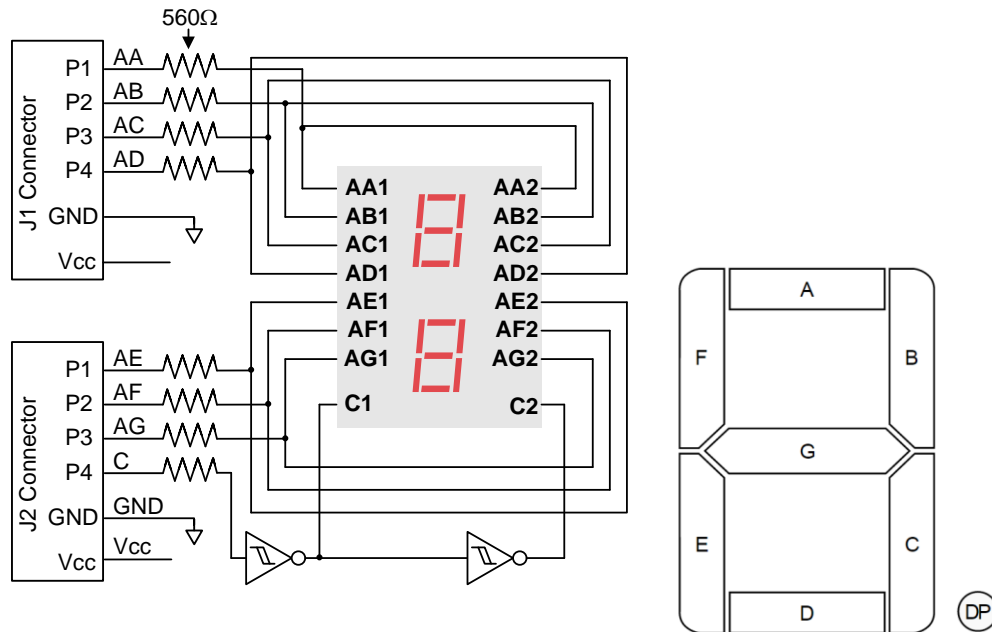 560Ω
J1 Connector
P1 AA
P2 AB
P3 AC
P4 AD
GND
Vcc
AA1 AA2
AB1 AB2
AC1 AC2
AD1 AD2
AE1 AE2
AF1 AF2
AG1 AG2
C1 C2
J2 Connector
P1 AE
P2 AF
P3 AG
P4 C
GND GND
Vcc Vcc
A
F B
G
E C
D
DP